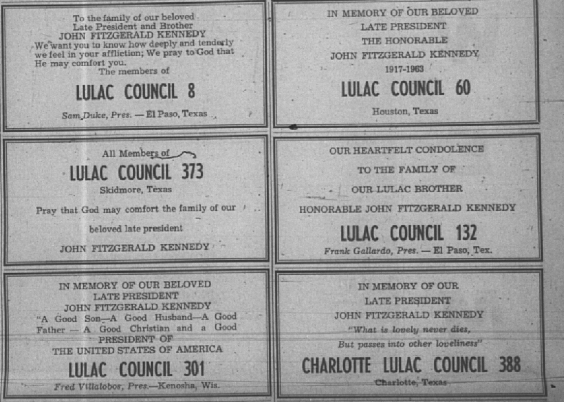 To the family of our beloved
Late President and Brother
JOHN FITZGERALD KENNEDY
We want you to know how deeply and tenderly
we feel in your affliction; We pray to God that
He may comfort you.
The members of
LULAC COUNCIL 8
Sam Duke, Pres. — El Paso, Texas
IN MEMORY OF OUR BELOVED
LATE PRESIDENT
THE HONORABLE
JOHN FITZGERALD KENNEDY
1917-1963
LULAC COUNCIL 60
Houston, Texas
All Members of
LULAC COUNCIL 373
Skidmore, Texas
Pray that God may comfort the family of our
beloved late president
JOHN FITZGERALD KENNEDY
OUR HEARTFELT CONDOLENCE
TO THE FAMILY OF
OUR LULAC BROTHER
HONORABLE JOHN FITZGERALD KENNEDY
LULAC COUNCIL 132
Frank Gallardo, Pres. — El Paso, Tex.
IN MEMORY OF OUR BELOVED
LATE PRESIDENT
JOHN FITZGERALD KENNEDY
"A Good Son—A Good Husband—A Good
Father — A Good Christian and a Good
PRESIDENT OF
THE UNITED STATES OF AMERICA
LULAC COUNCIL 301
Fred Villalobor, Pres.—Kenosha, Wis.
IN MEMORY OF OUR
LATE PRESIDENT
JOHN FITZGERALD KENNEDY
"What is lovely never dies,
But passes into other loveliness"
CHARLOTTE LULAC COUNCIL 388
Charlotte, Texas